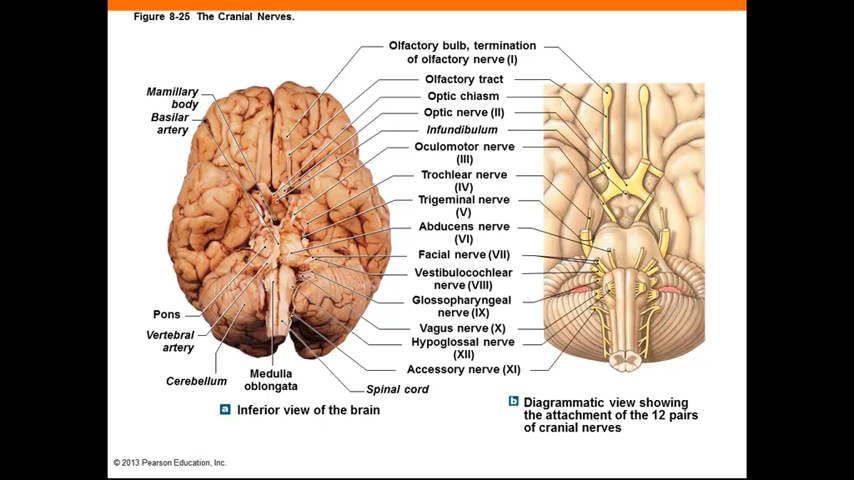 Figure 8-25 The Cranial Nerves.
Olfactory bulb, termination
of olfactory nerve (I)
Olfactory tract
Optic chiasm
Optic nerve (II)
Infundibulum
Oculomotor nerve
(III)
Trochlear nerve
(IV)
Trigeminal nerve
(V)
Abducens nerve
(VI)
Facial nerve (VII)
Vestibulocochlear
nerve (VIII)
Glossopharyngeal
nerve (IX)
Vagus nerve (X)
Hypoglossal nerve
(XII)
Accessory nerve (XI)
Spinal cord
Mamillary
body
Basilar
artery
Pons
Vertebral
artery
Cerebellum
Medulla
oblongata
a Inferior view of the brain
b Diagrammatic view showing
the attachment of the 12 pairs
of cranial nerves
© 2013 Pearson Education, Inc.